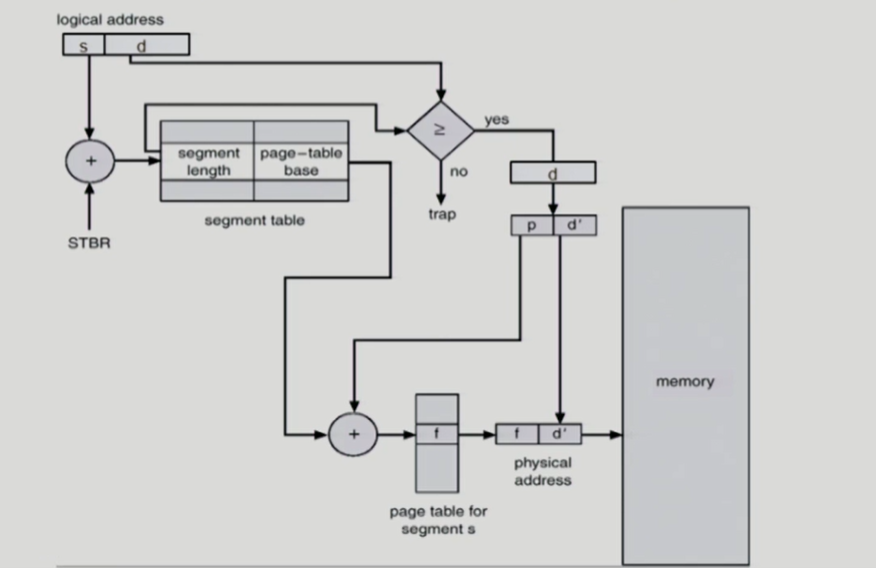 logical address
s d
≥
yes
+
segment length
page–table base
no
d
segment table
trap
p d'
STBR
memory
+
f
f d'
physical address
page table for segment s